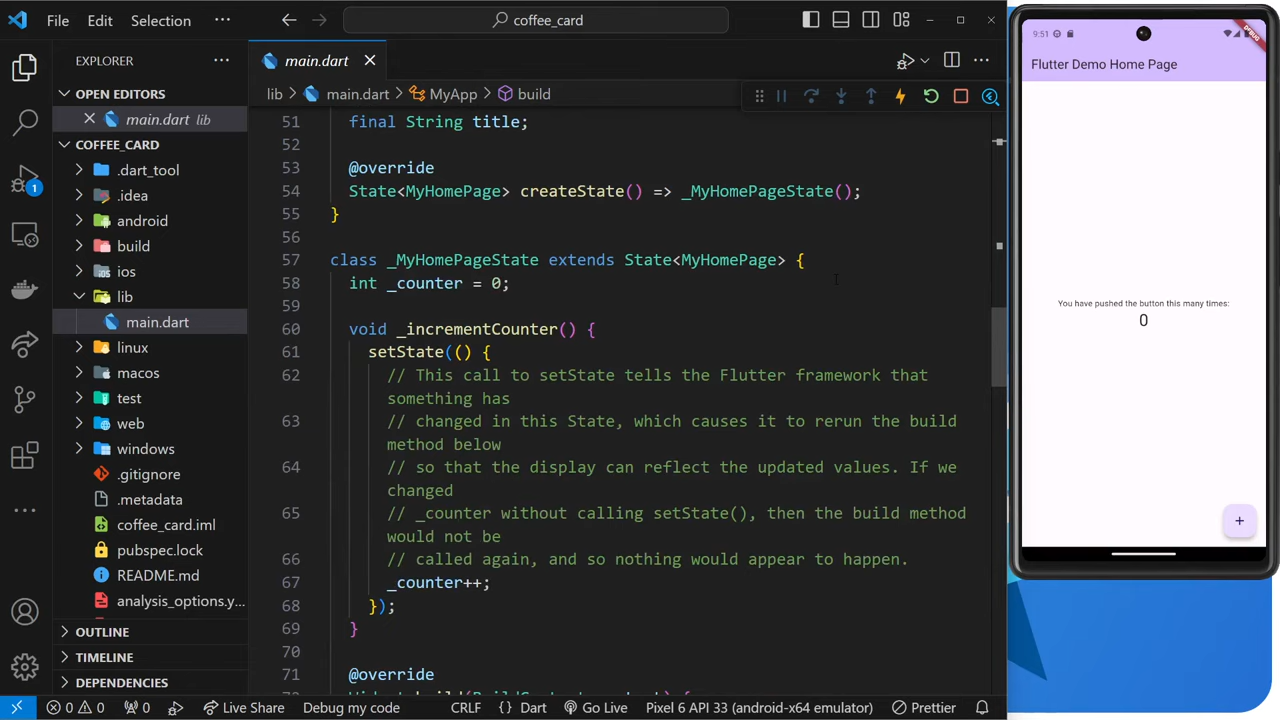 File Edit Selection ··· coffee_card
EXPLORER ···
OPEN EDITORS
main.dart lib
COFFEE_CARD
.dart_tool
.idea
android
build
ios
lib
main.dart
linux
macos
test
web
windows
.gitignore
.metadata
coffee_card.iml
pubspec.lock
README.md
analysis_options.y...
OUTLINE
TIMELINE
DEPENDENCIES
1
main.dart
lib > main.dart > MyApp > build
51 final String title;
52
53 @override
54 State<MyHomePage> createState() => _MyHomePageState();
55 }
56
57 class _MyHomePageState extends State<MyHomePage> {
58 int _counter = 0;
59
60 void _incrementCounter() {
61 setState(() {
62 // This call to setState tells the Flutter framework that
something has
63 // changed in this State, which causes it to rerun the build
method below
64 // so that the display can reflect the updated values. If we
changed
65 // _counter without calling setState(), then the build method
would not be
66 // called again, and so nothing would appear to happen.
67 _counter++;
68 });
69 }
70
71 @override
0 0 0 Live Share Debug my code CRLF {} Dart Go Live Pixel 6 API 33 (android-x64 emulator) Prettier
9:51
DEBUG
Flutter Demo Home Page
You have pushed the button this many times:
0
+